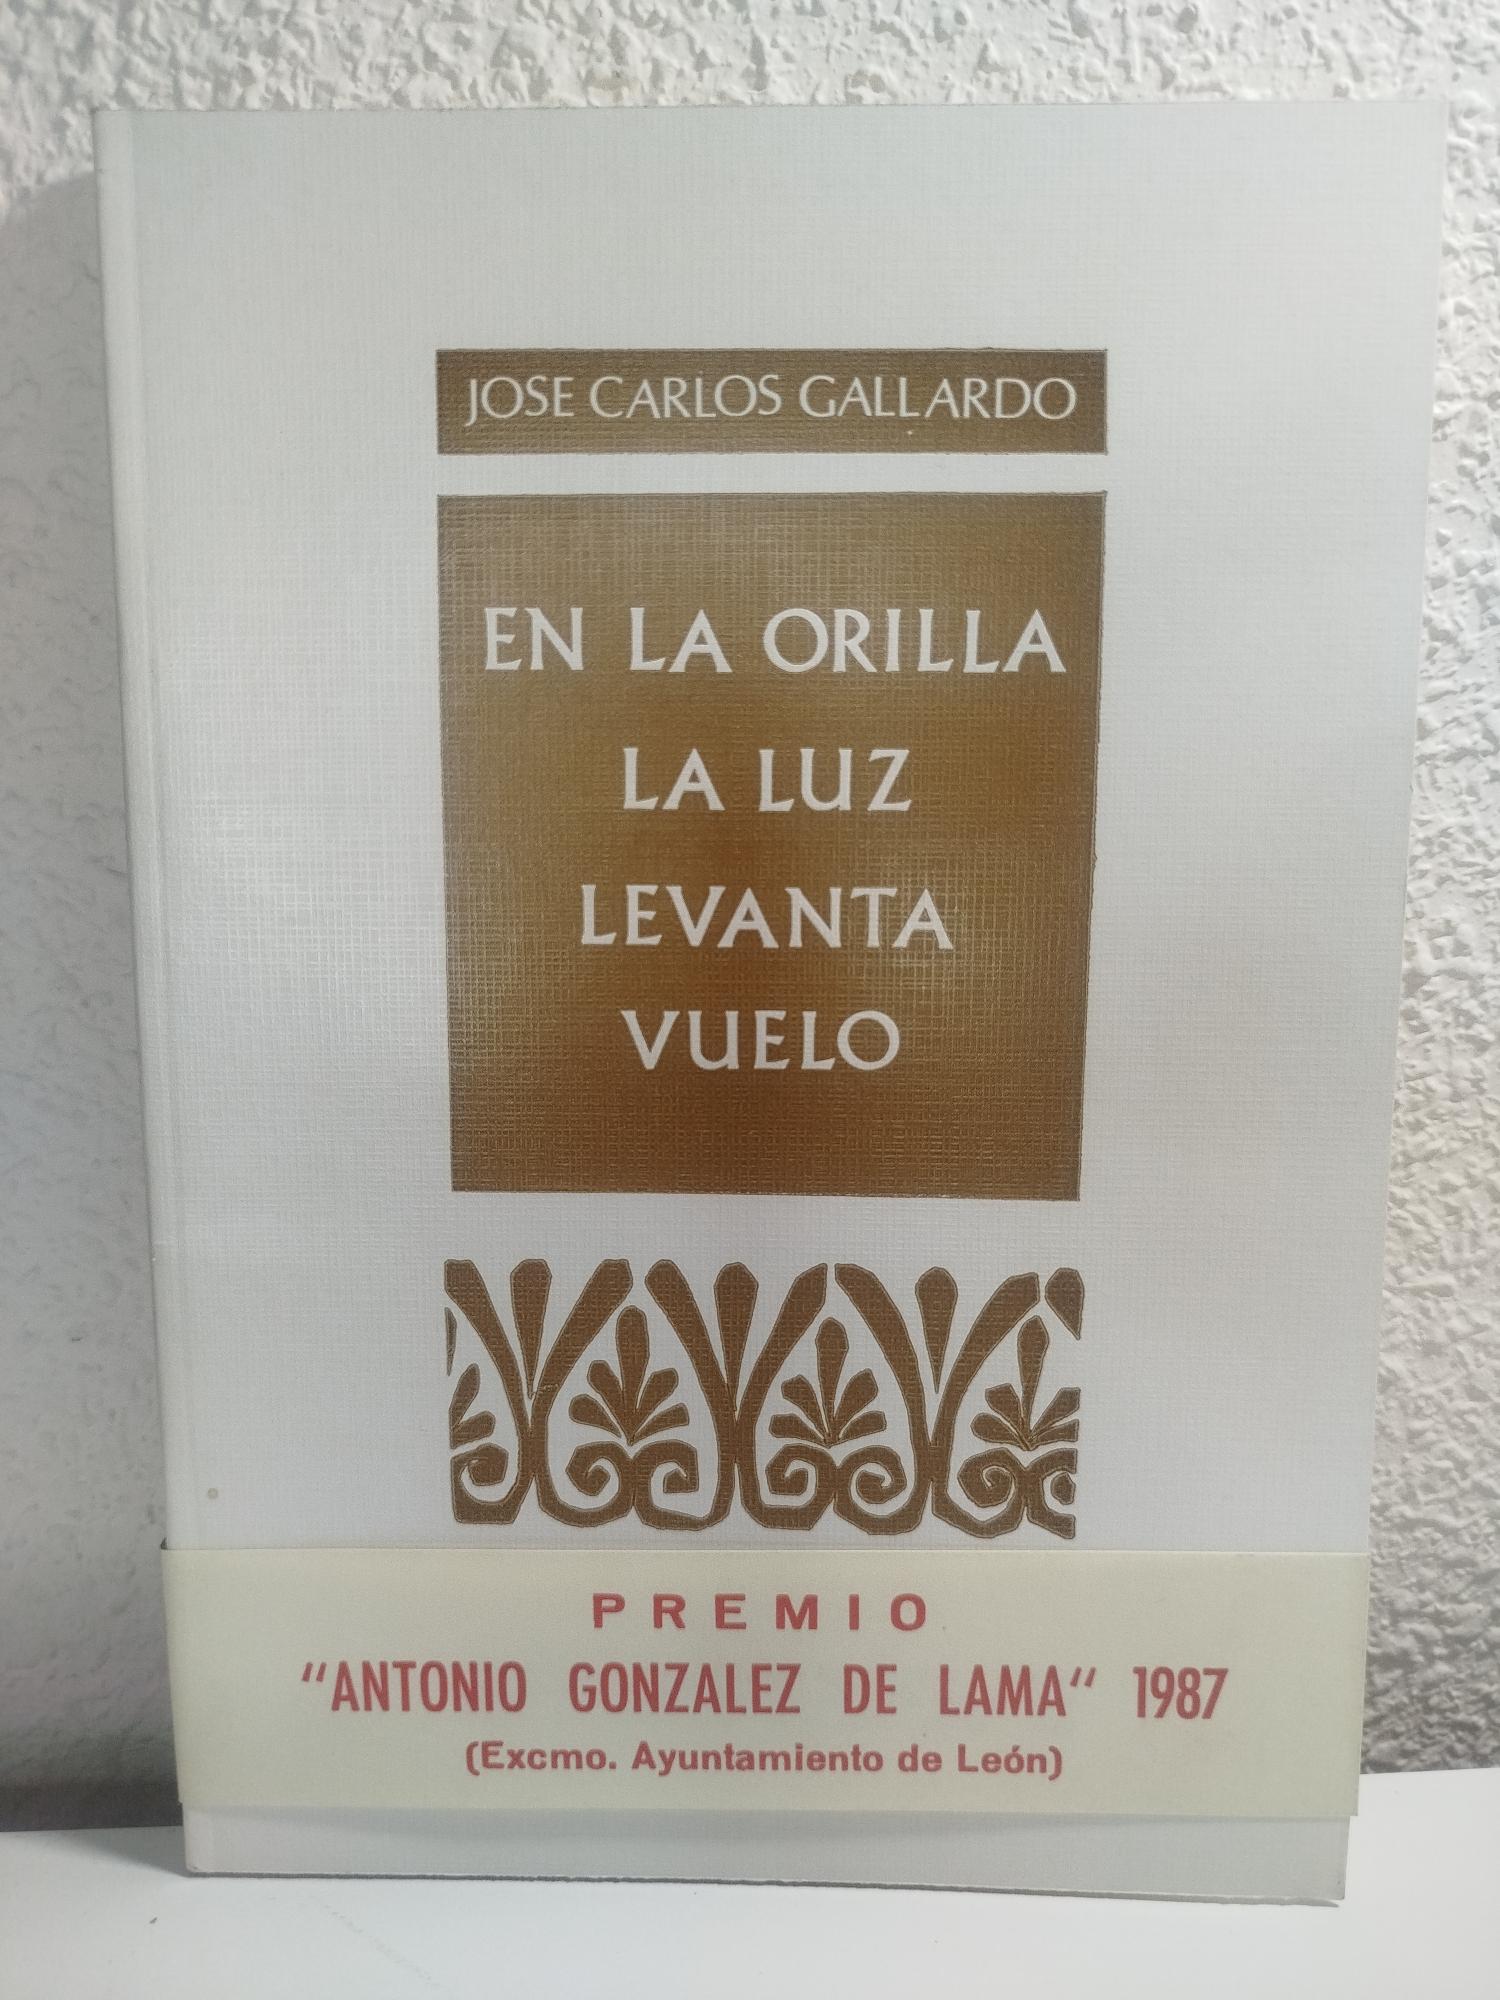 JOSE CARLOS GALLARDO
EN LA ORILLA
LA LUZ
LEVANTA
VUELO
PREMIO
"ANTONIO GONZALEZ DE LAMA" 1987
(Excmo. Ayuntamiento de León)